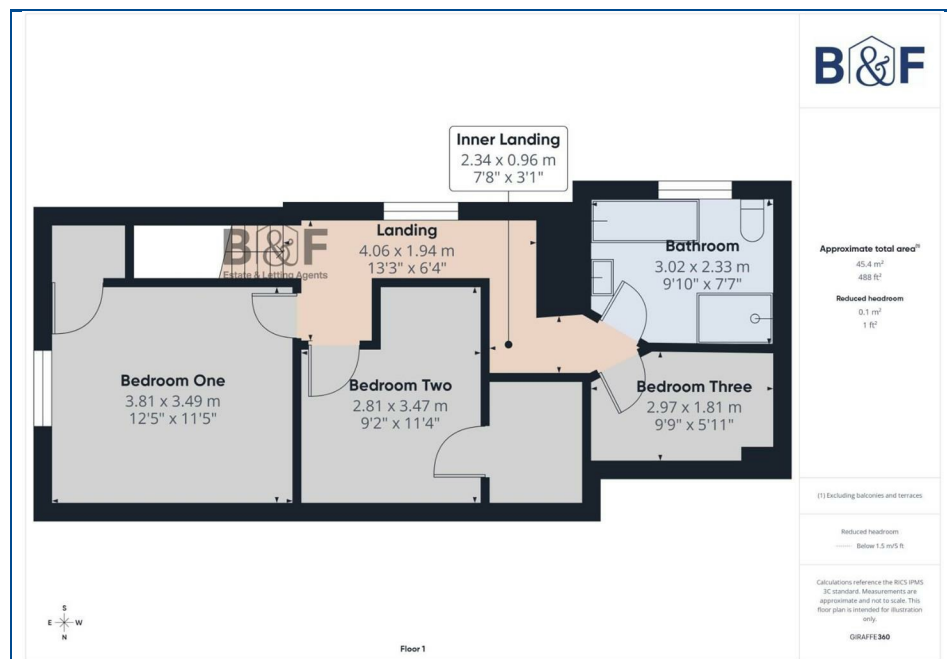 B&F
Inner Landing
2.34 x 0.96 m
7'8" x 3'1"
Landing
4.06 x 1.94 m
13'3" x 6'4"
B&F
Estate & Letting Agents
Bathroom
3.02 x 2.33 m
9'10" x 7'7"
Bedroom One
3.81 x 3.49 m
12'5" x 11'5"
Bedroom Two
2.81 x 3.47 m
9'2" x 11'4"
Bedroom Three
2.97 x 1.81 m
9'9" x 5'11"
Approximate total area(1)
45.4 m²
488 ft²
Reduced headroom
0.1 m²
1 ft²
(1) Excluding balconies and terraces
Reduced headroom
Below 1.5 m/5 ft
Calculations reference the RICS IPMS
3C standard. Measurements are
approximate and not to scale. This
floor plan is intended for illustration
only.
GIRAFFE360
S
E W
N
Floor 1